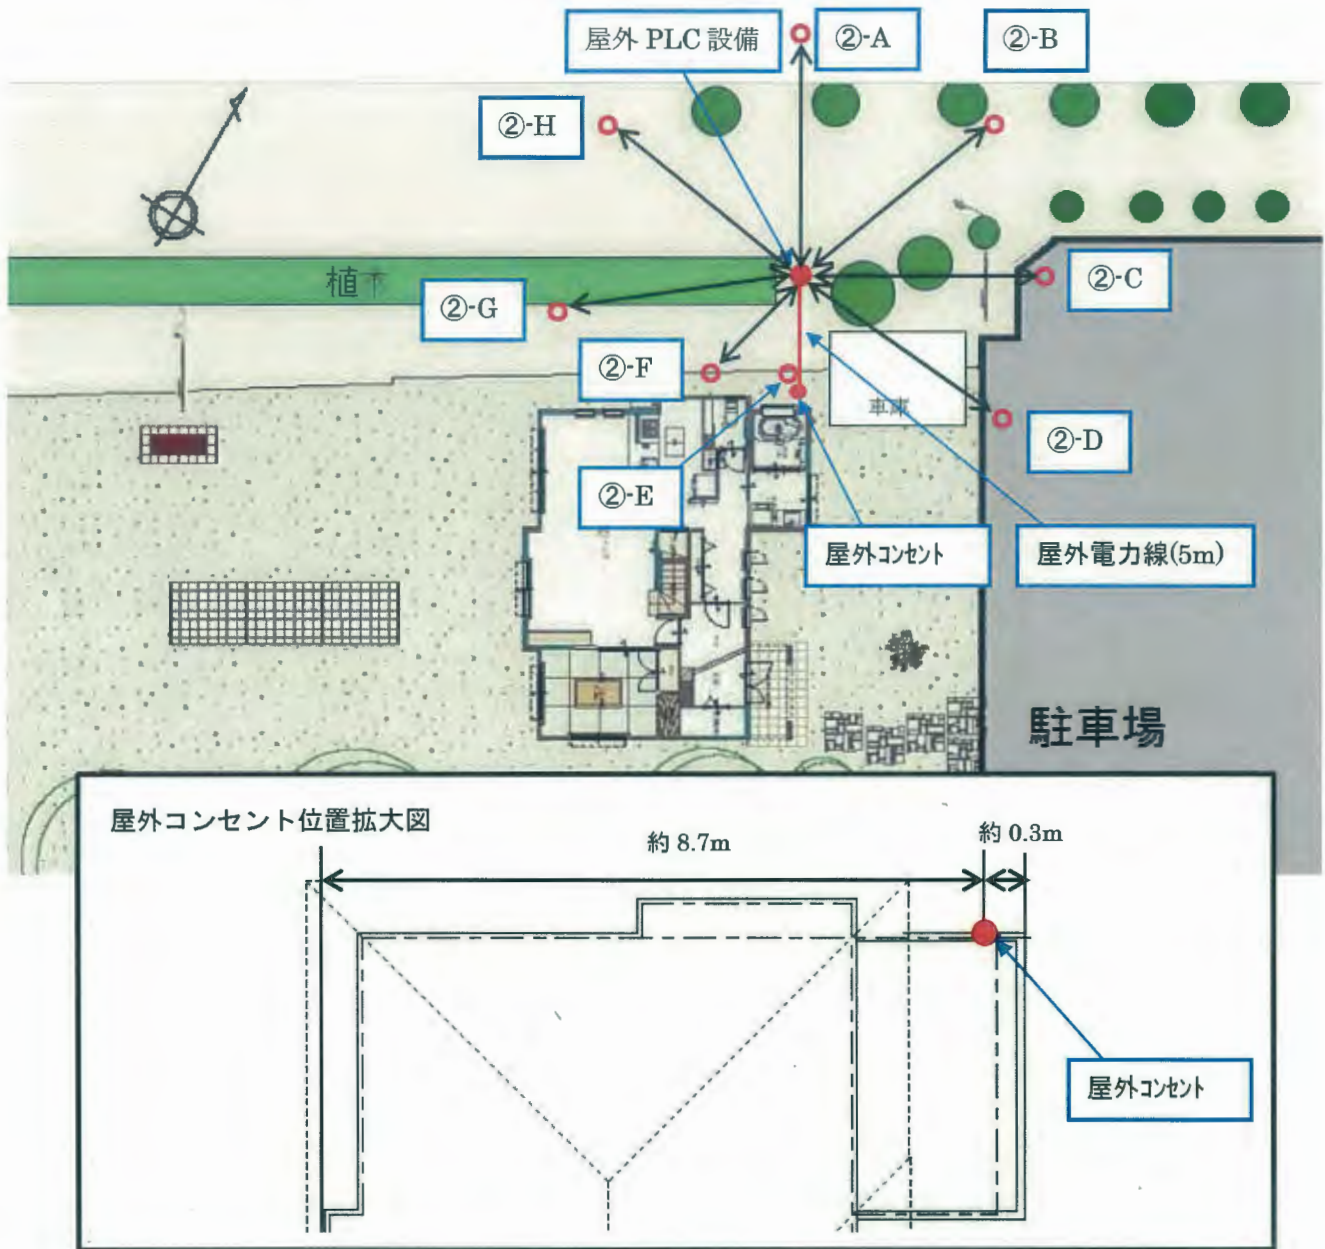 屋外 PLC 設備
②-A
②-B
②-H
②-C
②-G
②-F
車庫
②-D
②-E
屋外コンセント
屋外電力線(5m)
駐車場
屋外コンセント位置拡大図
約 8.7m
約 0.3m
屋外コンセント